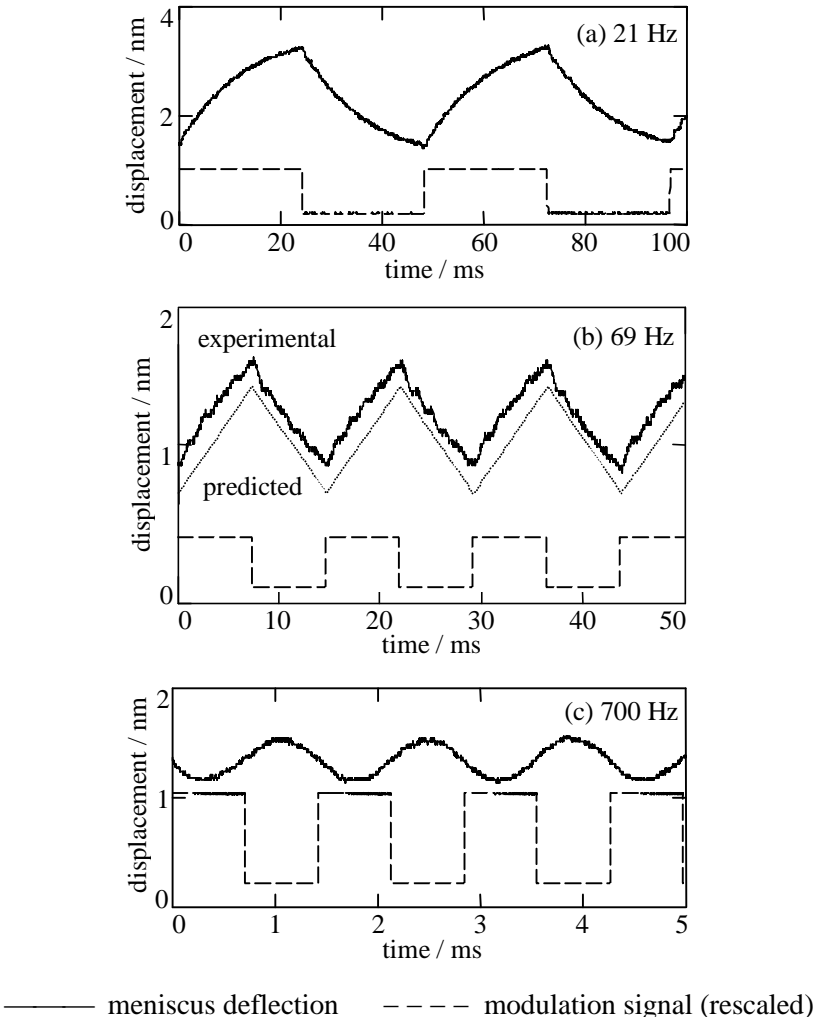 4
(a) 21 Hz
displacement / nm
2
0
0 20 40 60 80 100
time / ms
2
experimental
(b) 69 Hz
displacement / nm
1
predicted
0
0 10 20 30 40 50
time / ms
2
(c) 700 Hz
displacement / nm
1
0
0 1 2 3 4 5
time / ms
meniscus deflection modulation signal (rescaled)